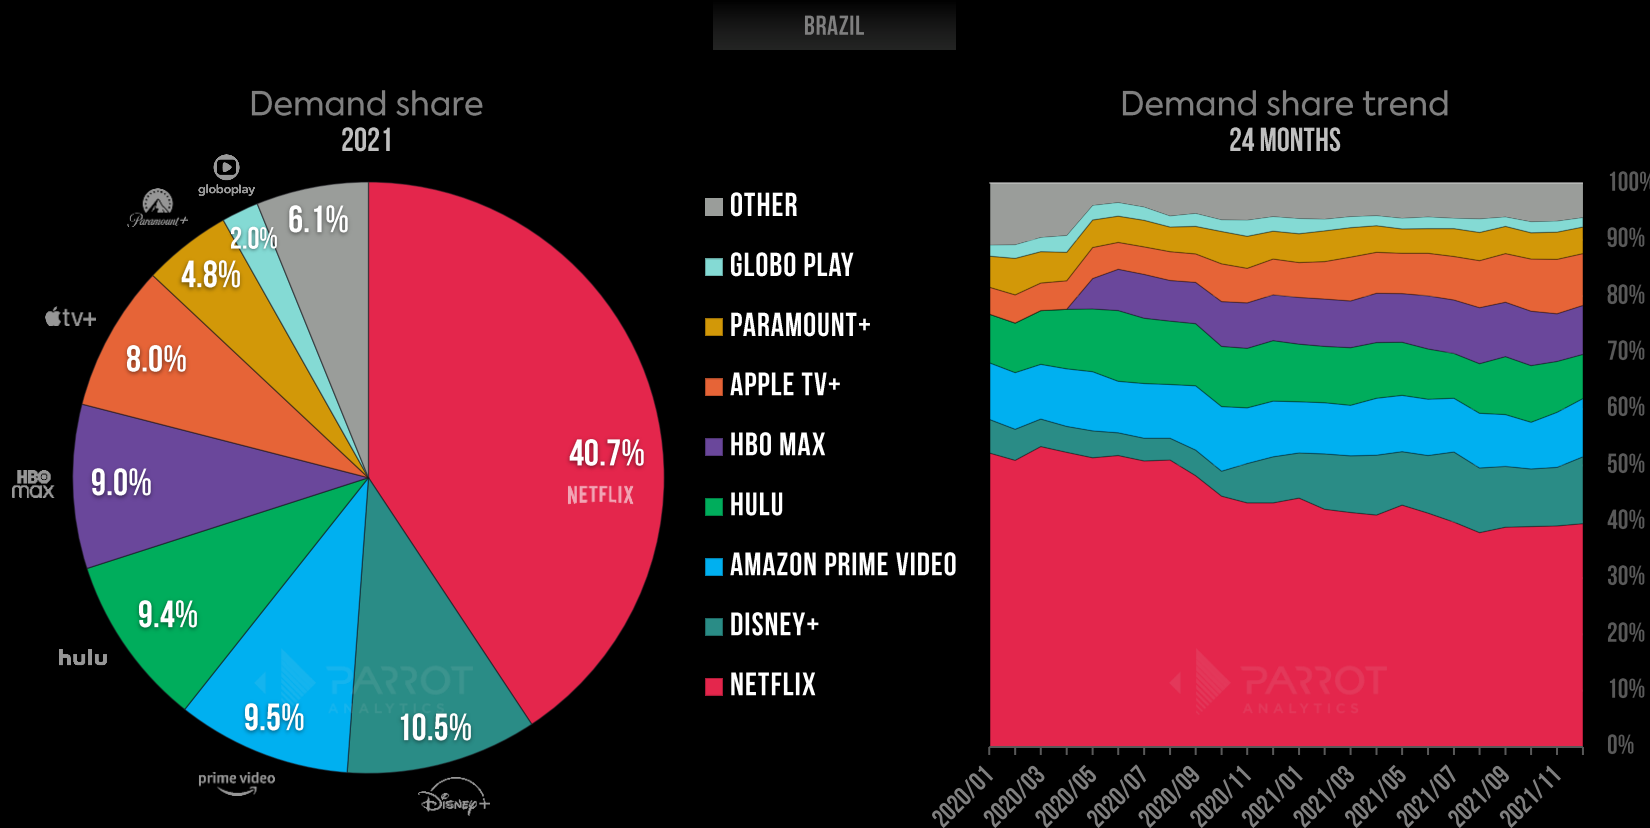 BRAZIL
Demand share
2021
globoplay
Paramount+
tv+
HBO
max
hulu
prime video
Disney+
6.1%
2.0%
4.8%
8.0%
9.0%
9.4%
9.5%
10.5%
40.7%
NETFLIX
PARROT
ANALYTICS
OTHER
GLOBO PLAY
PARAMOUNT+
APPLE TV+
HBO MAX
HULU
AMAZON PRIME VIDEO
DISNEY+
NETFLIX
Demand share trend
24 MONTHS
100%
90%
80%
70%
60%
50%
40%
30%
20%
10%
0%
PARROT
ANALYTICS
2020/01
2020/03
2020/05
2020/07
2020/09
2020/11
2021/01
2021/03
2021/05
2021/07
2021/09
2021/11